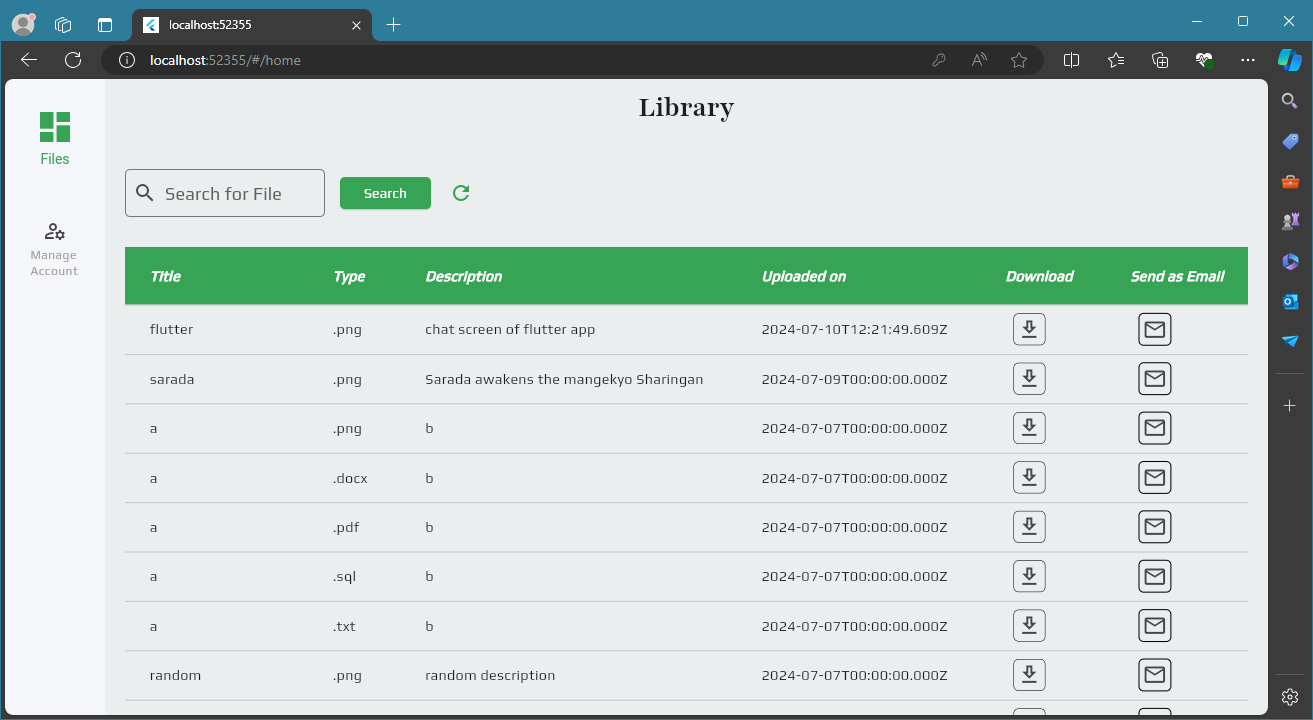 localhost:52355
localhost:52355/#/home
Library
Files
Manage
Account
Search for File
Search
Title Type Description Uploaded on Download Send as Email
flutter .png chat screen of flutter app 2024-07-10T12:21:49.609Z
sarada .png Sarada awakens the mangekyo Sharingan 2024-07-09T00:00:00.000Z
a .png b 2024-07-07T00:00:00.000Z
a .docx b 2024-07-07T00:00:00.000Z
a .pdf b 2024-07-07T00:00:00.000Z
a .sql b 2024-07-07T00:00:00.000Z
a .txt b 2024-07-07T00:00:00.000Z
random .png random description 2024-07-07T00:00:00.000Z